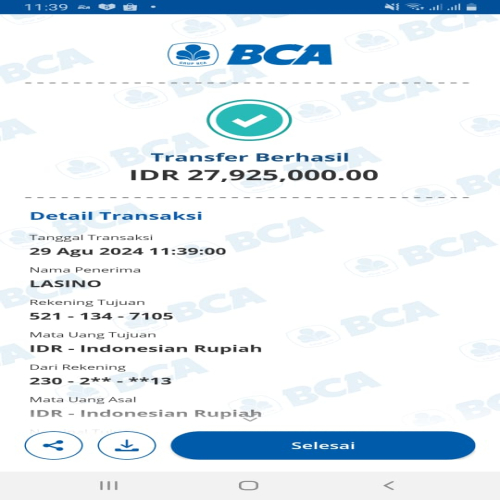 11:39
BCA
Transfer Berhasil
IDR 27,925,000.00
Detail Transaksi
Tanggal Transaksi
29 Agu 2024 11:39:00
Nama Penerima
LASINO
Rekening Tujuan
521 - 134 - 7105
Mata Uang Tujuan
IDR - Indonesian Rupiah
Dari Rekening
230 - 2** - **13
Mata Uang Asal
IDR - Indonesian Rupiah
Selesai